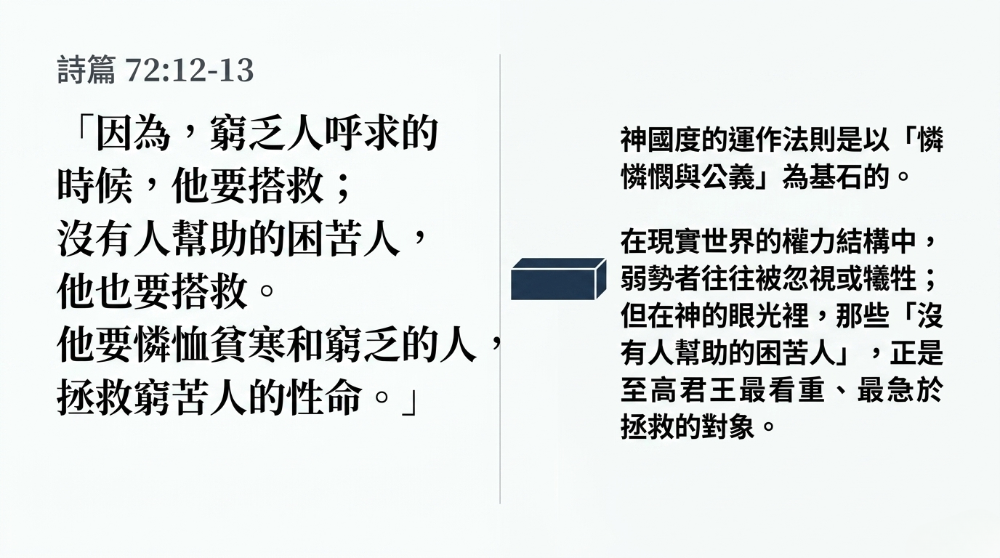 詩篇 72:12-13
「因為，窮乏人呼求的
時候，他要搭救；
沒有人幫助的困苦人，
他也要搭救。
他要憐恤貧寒和窮乏的人，
拯救窮苦人的性命。」
神國度的運作法則是以「憐
憐憫與公義」為基石的。
在現實世界的權力結構中，
弱勢者往往被忽視或犧牲；
但在神的眼光裡，那些「沒
有人幫助的困苦人」，正是
至高君王最看重、最急於
拯救的對象。